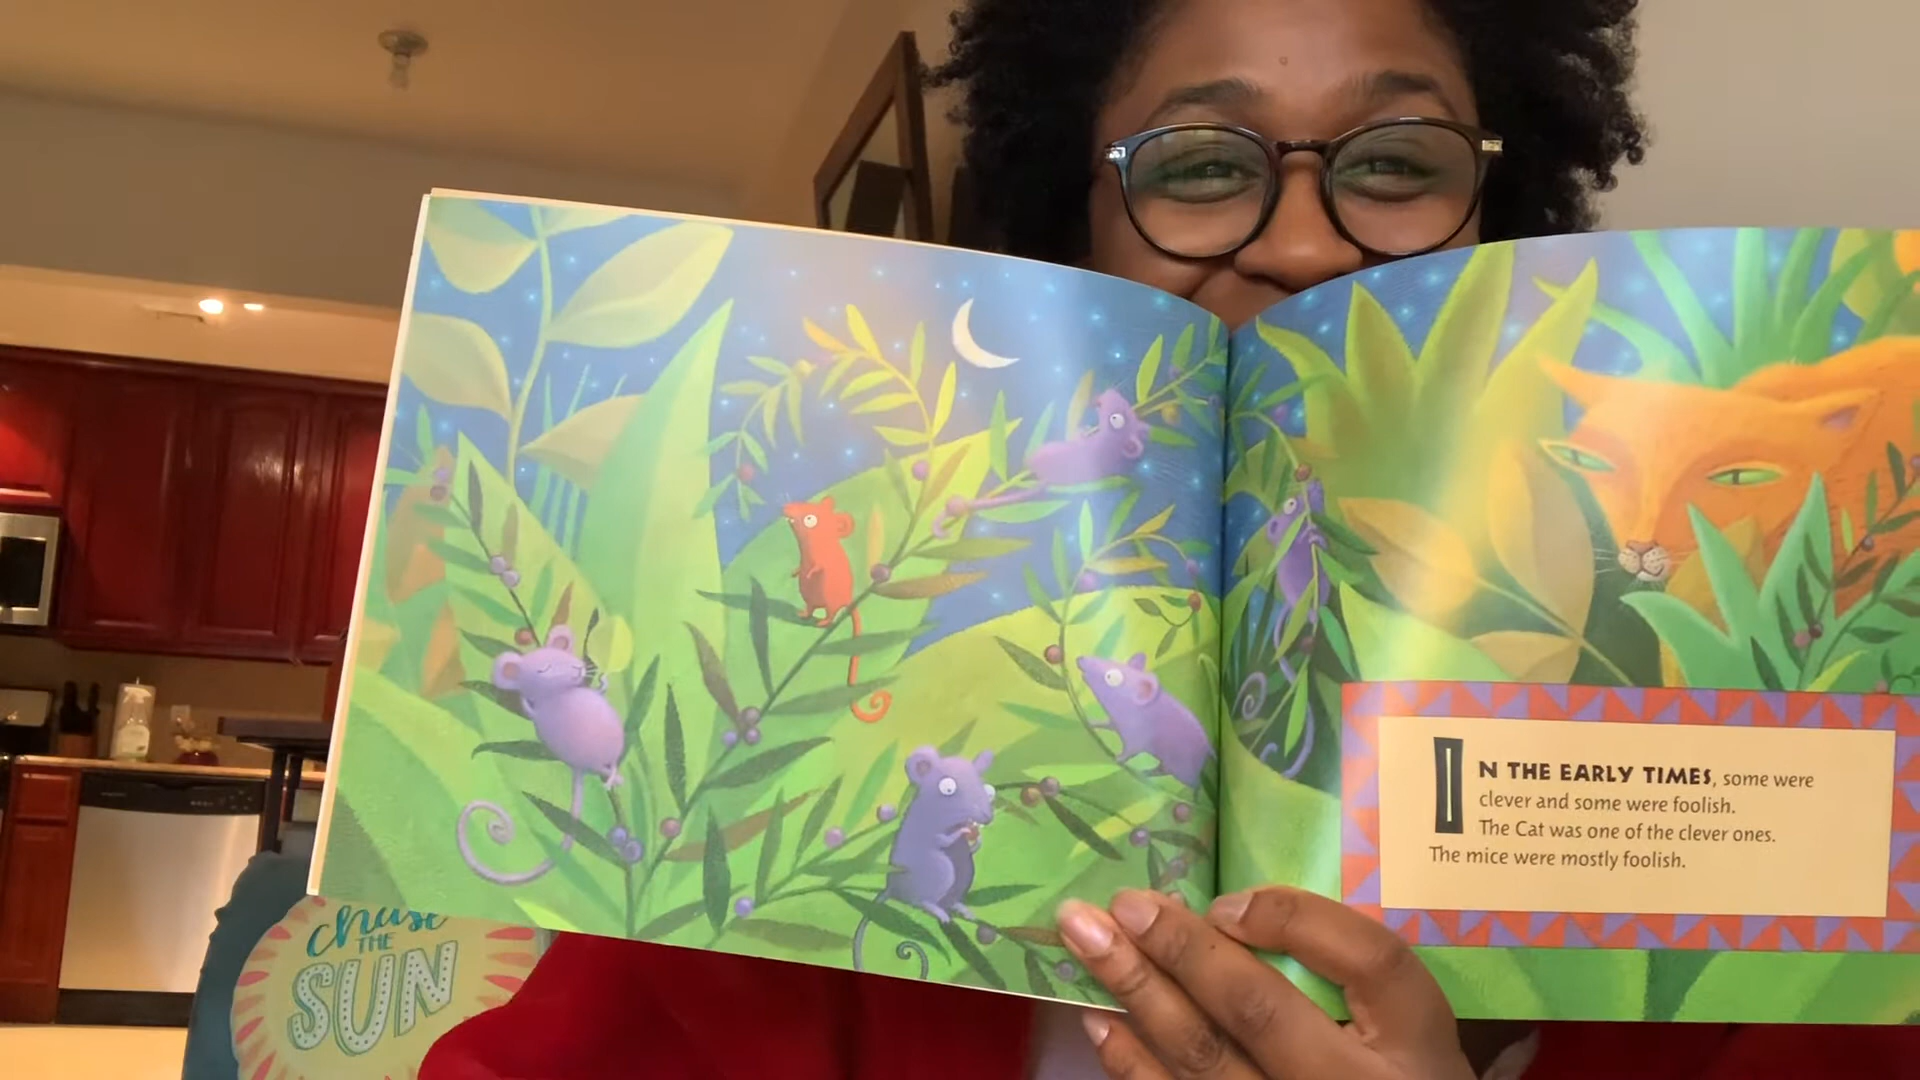 IN THE EARLY TIMES, some were
clever and some were foolish.
The Cat was one of the clever ones.
The mice were mostly foolish.
chase
THE
SUN